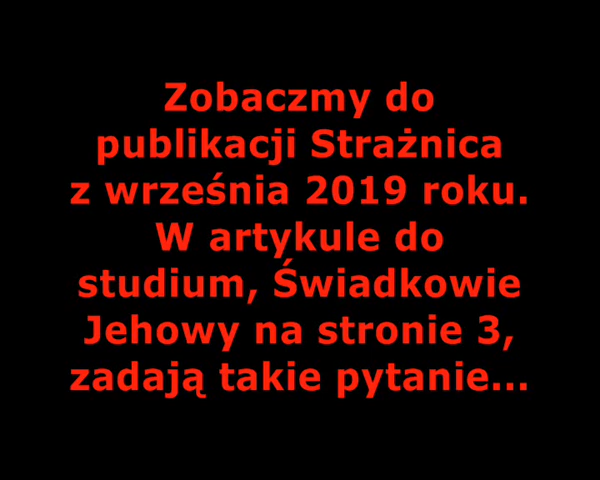 Zobaczmy do
publikacji Strażnica
z września 2019 roku.
W artykule do
studium, Świadkowie
Jehowy na stronie 3,
zadają takie pytanie...